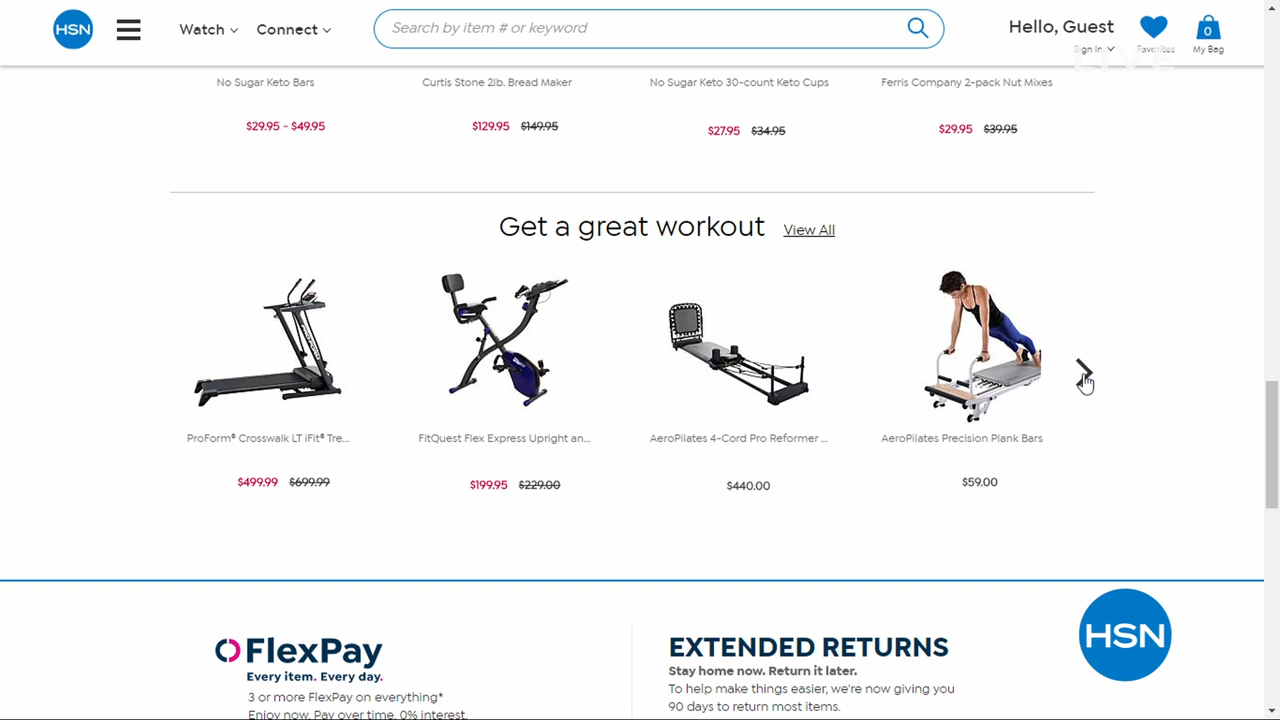 HSN
Watch
Connect
Search by item # or keyword
Hello, Guest
Sign In
Favorites
0
My Bag
LIVE
No Sugar Keto Bars
Curtis Stone 2lb. Bread Maker
No Sugar Keto 30-count Keto Cups
Ferris Company 2-pack Nut Mixes
$29.95 - $49.95
$129.95 $149.95
$27.95 $34.95
$29.95 $39.95
Get a great workout View All
ProForm® Crosswalk LT iFit® Tre...
FitQuest Flex Express Upright an...
AeroPilates 4-Cord Pro Reformer ...
AeroPilates Precision Plank Bars
$499.99 $699.99
$199.95 $229.00
$440.00
$59.00
FlexPay
Every item. Every day.
3 or more FlexPay on everything*
Enjoy now. Pay over time. 0% interest.
EXTENDED RETURNS
Stay home now. Return it later.
To help make things easier, we're now giving you
90 days to return most items.
HSN